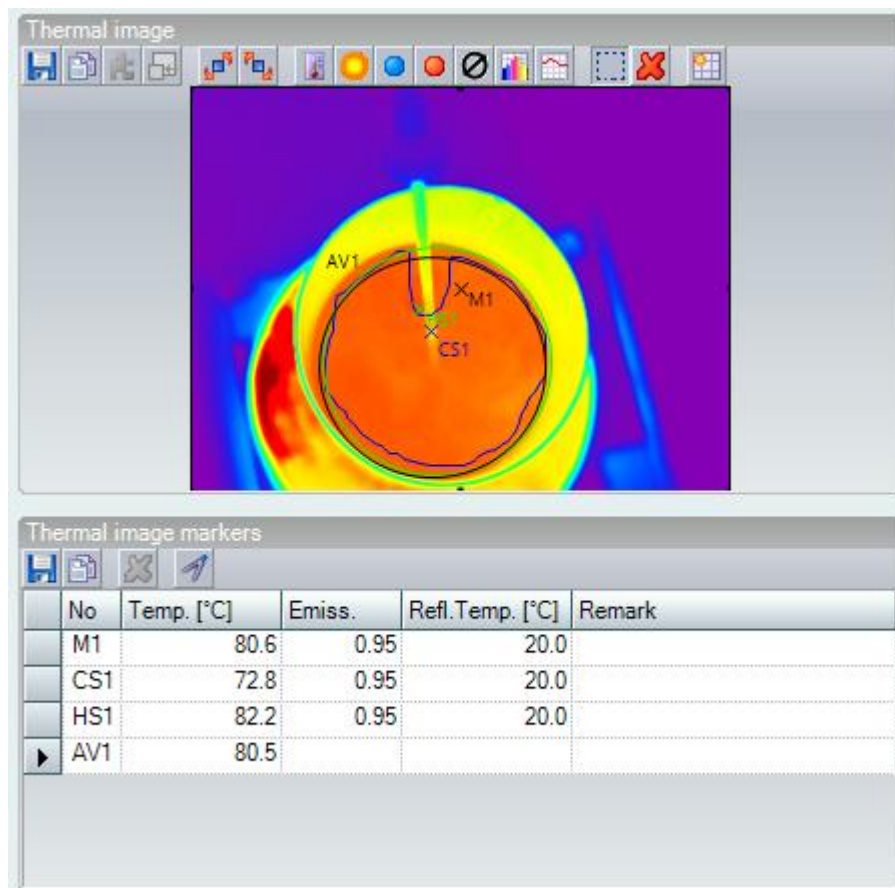 Thermal image
AV1
M1
HS1
CS1
Thermal image markers
No Temp. [°C] Emiss. Refl.Temp. [°C] Remark
M1 80.6 0.95 20.0
CS1 72.8 0.95 20.0
HS1 82.2 0.95 20.0
AV1 80.5